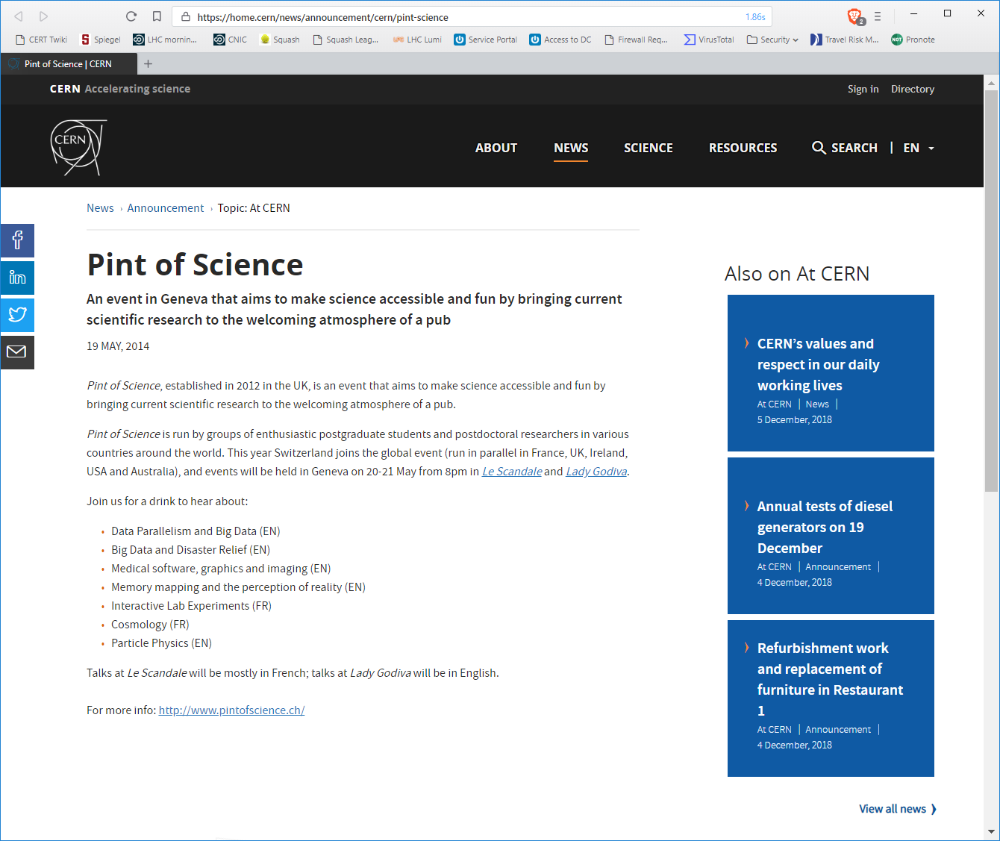 https://home.cern/news/announcement/cern/pint-science
1.86s
2
CERT Twiki
Spiegel
LHC mornin...
CNIC
Squash
Squash Leag...
LHC Lumi
Service Portal
Access to DC
Firewall Req...
VirusTotal
Security
Travel Risk M...
NOT
Pronote
Pint of Science | CERN
CERN Accelerating science
Sign in
Directory
CERN
ABOUT
NEWS
SCIENCE
RESOURCES
SEARCH
| EN
News › Announcement › Topic: At CERN
Pint of Science
An event in Geneva that aims to make science accessible and fun by bringing current
scientific research to the welcoming atmosphere of a pub
19 MAY, 2014
Pint of Science, established in 2012 in the UK, is an event that aims to make science accessible and fun by
bringing current scientific research to the welcoming atmosphere of a pub.
Pint of Science is run by groups of enthusiastic postgraduate students and postdoctoral researchers in various
countries around the world. This year Switzerland joins the global event (run in parallel in France, UK, Ireland,
USA and Australia), and events will be held in Geneva on 20-21 May from 8pm in Le Scandale and Lady Godiva.
Join us for a drink to hear about:
• Data Parallelism and Big Data (EN)
• Big Data and Disaster Relief (EN)
• Medical software, graphics and imaging (EN)
• Memory mapping and the perception of reality (EN)
• Interactive Lab Experiments (FR)
• Cosmology (FR)
• Particle Physics (EN)
Talks at Le Scandale will be mostly in French; talks at Lady Godiva will be in English.
For more info: http://www.pintofscience.ch/
Also on At CERN
CERN’s values and
respect in our daily
working lives
At CERN | News |
5 December, 2018
Annual tests of diesel
generators on 19
December
At CERN | Announcement |
4 December, 2018
Refurbishment work
and replacement of
furniture in Restaurant
1
At CERN | Announcement |
4 December, 2018
View all news